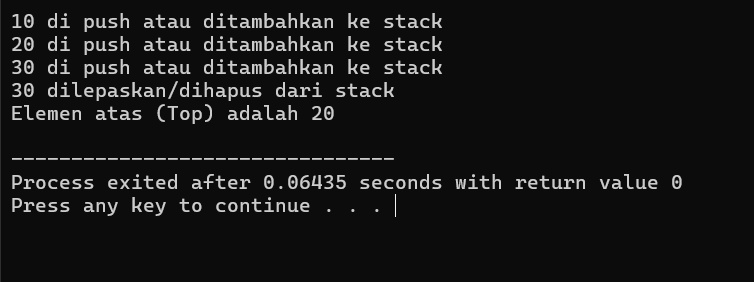 10 di push atau ditambahkan ke stack
20 di push atau ditambahkan ke stack
30 di push atau ditambahkan ke stack
30 dilepaskan/dihapus dari stack
Elemen atas (Top) adalah 20
--------------------------------
Process exited after 0.06435 seconds with return value 0
Press any key to continue . . .